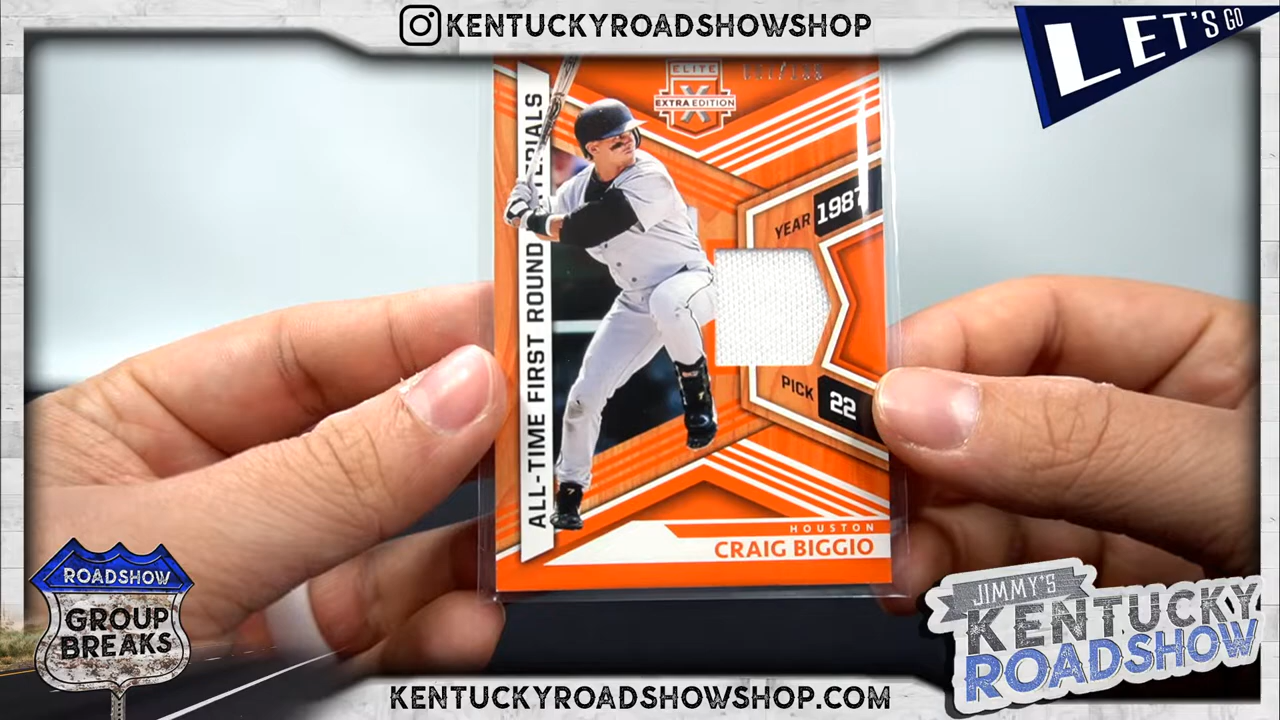 KENTUCKYROADSHOWSHOP
LET'S GO
ELITE
EXTRA EDITION
ALL-TIME FIRST ROUND
YEAR 1987
PICK 22
HOUSTON
CRAIG BIGGIO
ROADSHOW
GROUP
BREAKS
JIMMY'S
KENTUCKY
ROADSHOW
KENTUCKYROADSHOWSHOP.COM